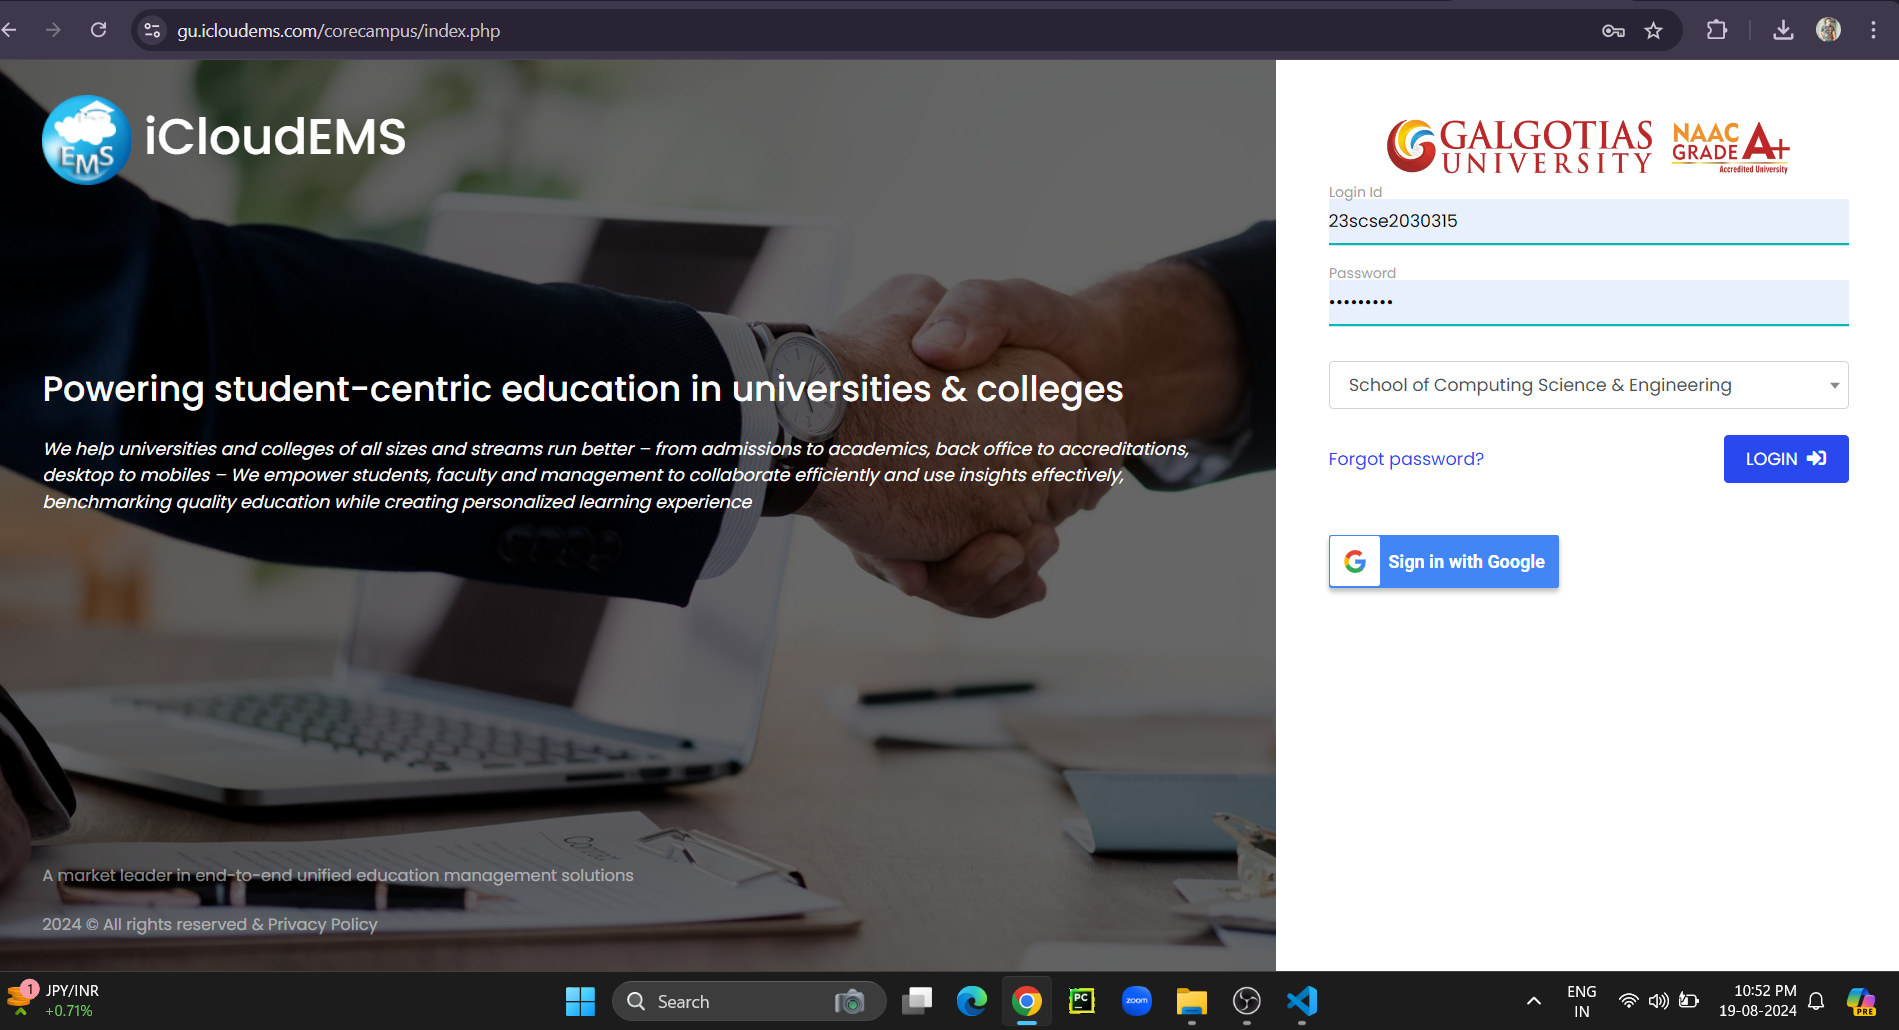 gu.icloudems.com/corecampus/index.php
EMS
iCloudEMS
Powering student-centric education in universities & colleges
We help universities and colleges of all sizes and streams run better – from admissions to academics, back office to accreditations,
desktop to mobiles – We empower students, faculty and management to collaborate efficiently and use insights effectively,
benchmarking quality education while creating personalized learning experience
A market leader in end-to-end unified education management solutions
2024 © All rights reserved & Privacy Policy
GALGOTIAS
UNIVERSITY
NAAC
GRADE A+
Accredited University
Login Id
23scse2030315
Password
•••••••••
School of Computing Science & Engineering
Forgot password?
LOGIN
Sign in with Google
1
JPY/INR
+0.71%
Search
PC
zoom
ENG
IN
10:52 PM
19-08-2024
PRE